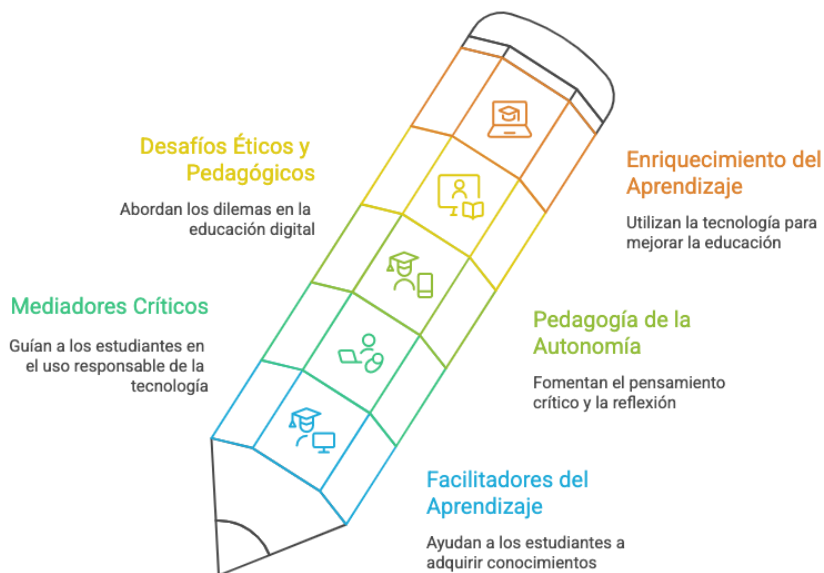 Desafíos Éticos y
Pedagógicos
Abordan los dilemas en la
educación digital
Enriquecimiento del
Aprendizaje
Utilizan la tecnología para
mejorar la educación
Mediadores Críticos
Guían a los estudiantes en
el uso responsable de la
tecnología
Pedagogía de la
Autonomía
Fomentan el pensamiento
crítico y la reflexión
Facilitadores del
Aprendizaje
Ayudan a los estudiantes a
adquirir conocimientos